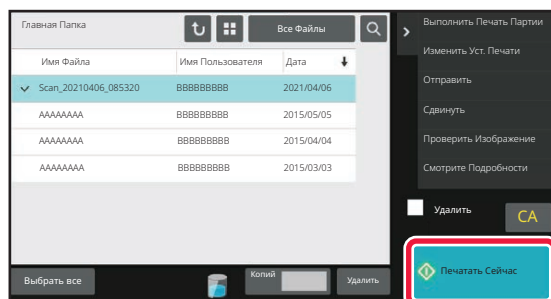 Главная Папка
Все Файлы
Имя Файла Имя Пользователя Дата
Scan_20210406_085320 BBBBBBBBB 2021/04/06
AAAAAAAA BBBBBBBBB 2015/05/05
AAAAAAAA BBBBBBBBB 2015/04/04
AAAAAAAA BBBBBBBBB 2015/03/03
Выбрать все
Копий
Удалить
Выполнить Печать Партии
Изменить Уст. Печати
Отправить
Сдвинуть
Проверить Изображение
Смотрите Подробности
Удалить
CA
Печатать Сейчас